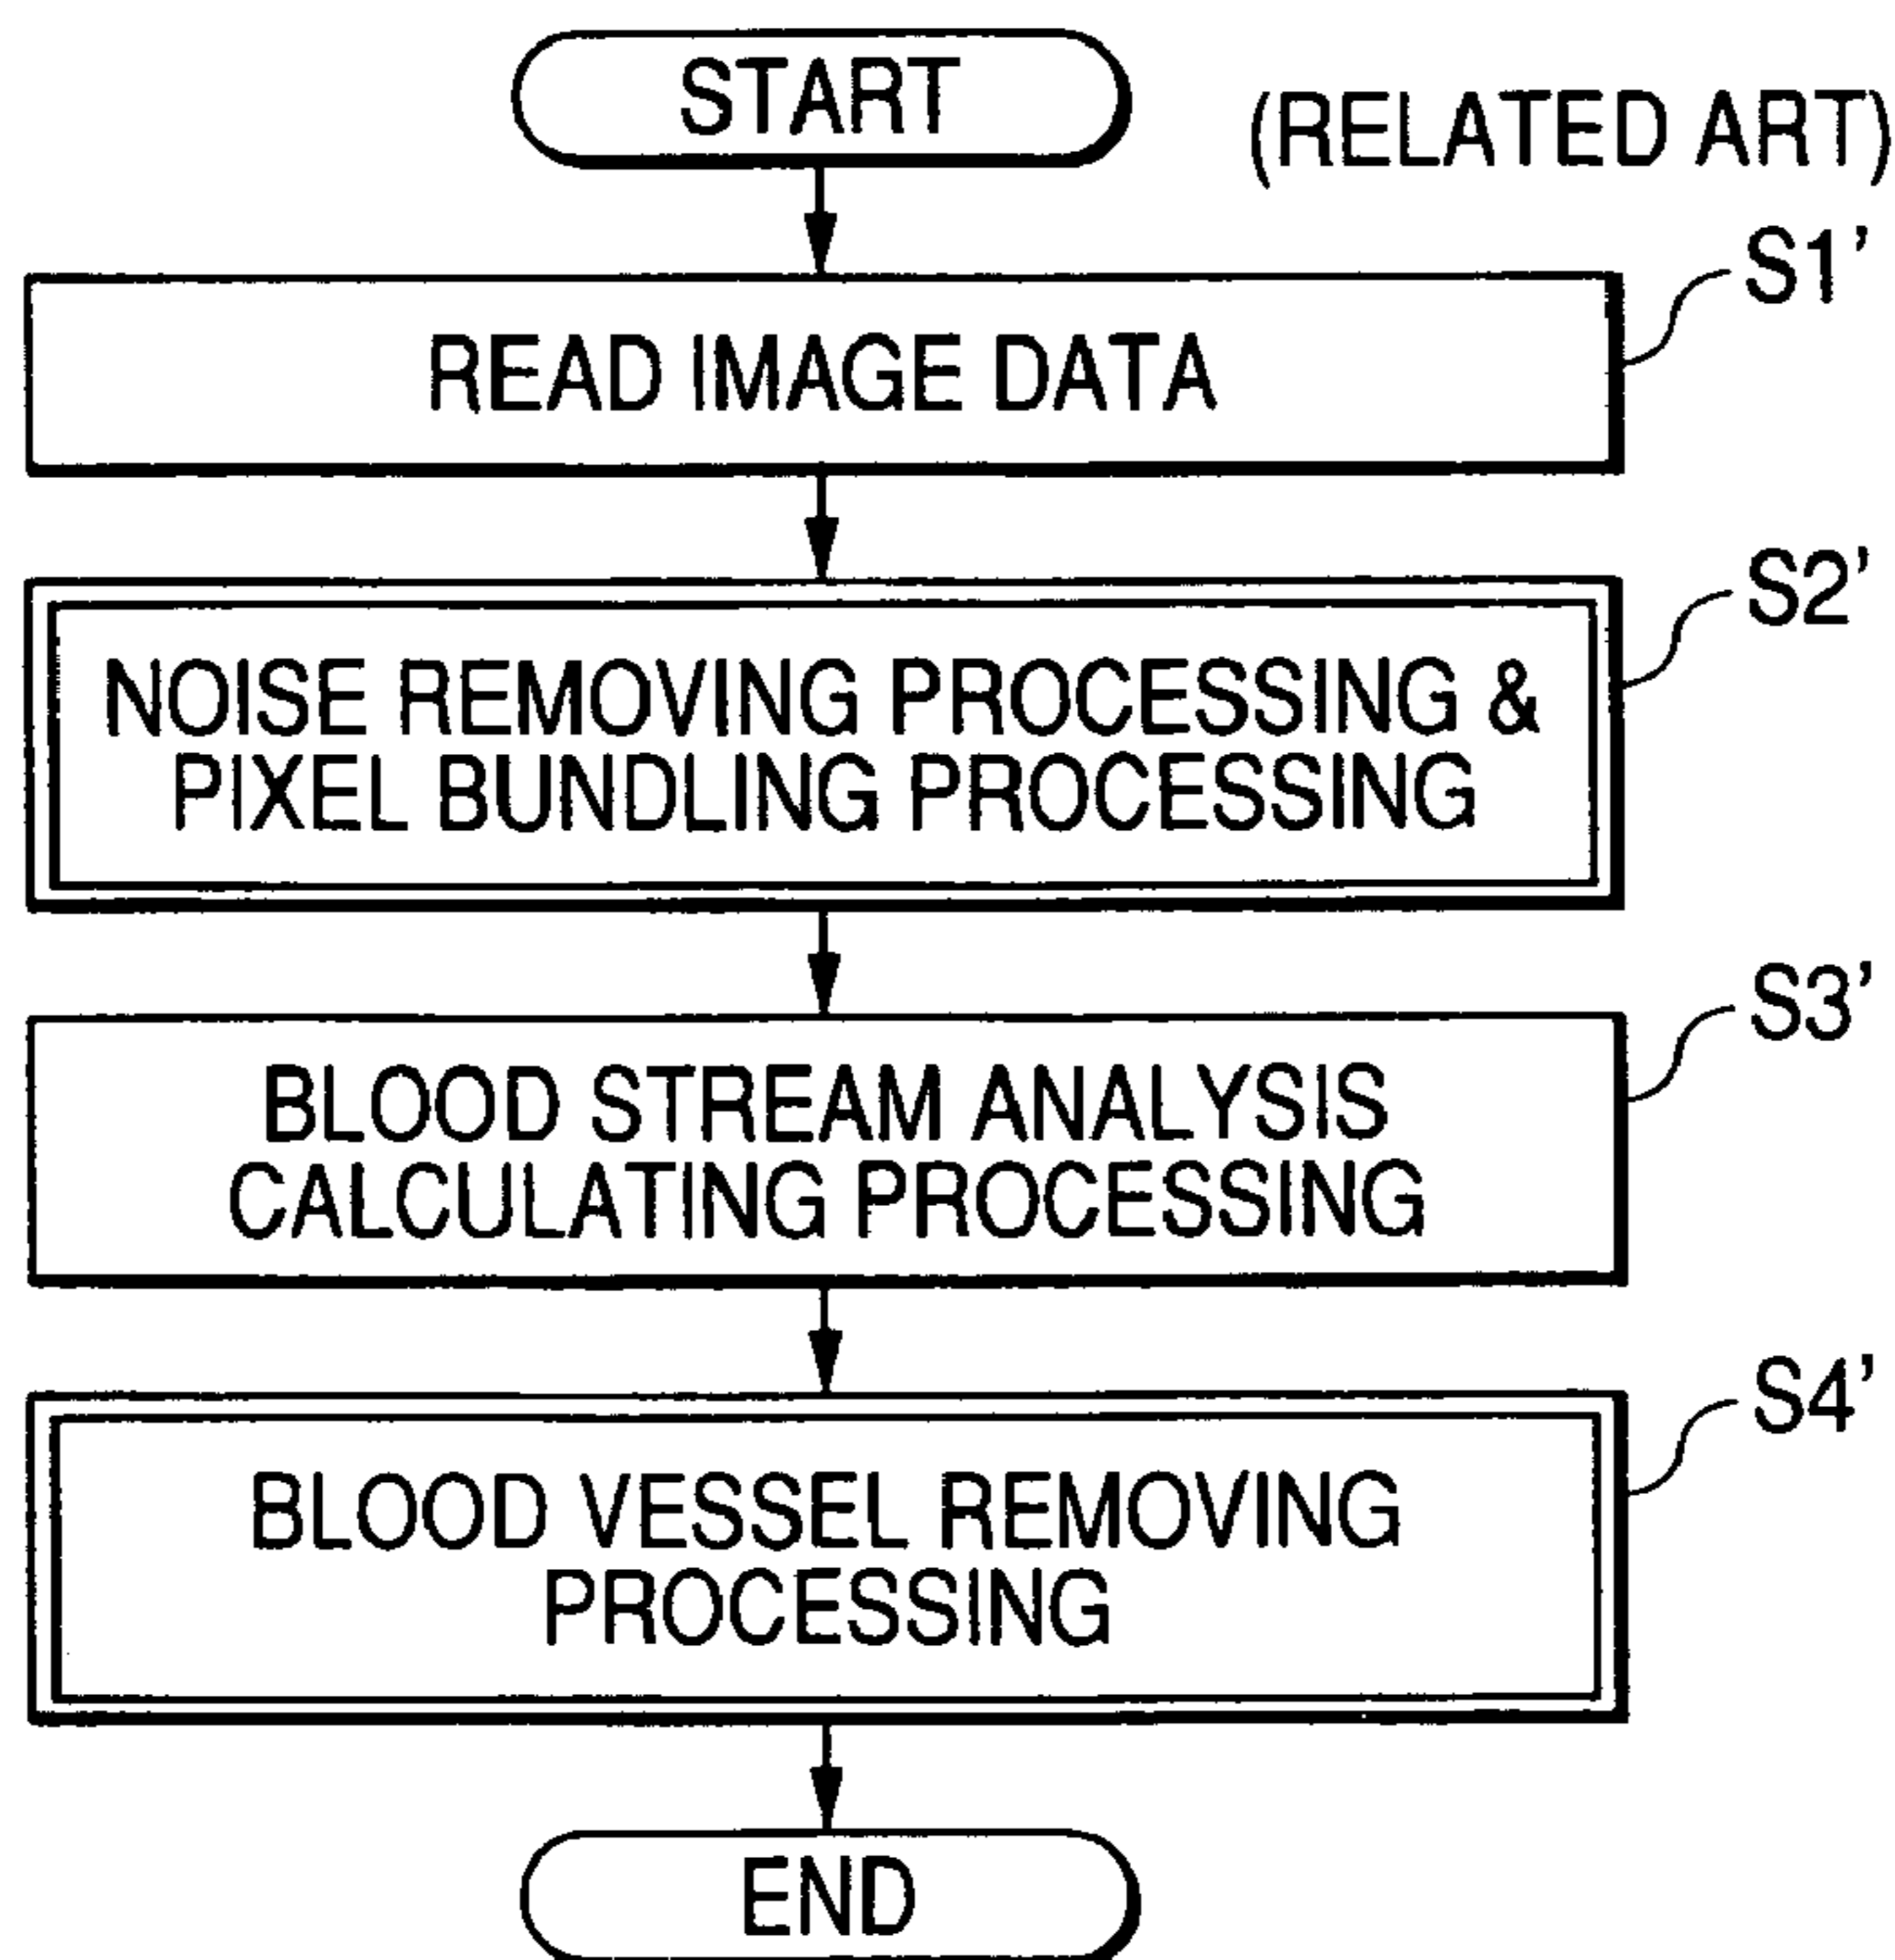 START
(RELATED ART)
S1'
READ IMAGE DATA
S2'
NOISE REMOVING PROCESSING &
PIXEL BUNDLING PROCESSING
S3'
BLOOD STREAM ANALYSIS
CALCULATING PROCESSING
S4'
BLOOD VESSEL REMOVING
PROCESSING
END